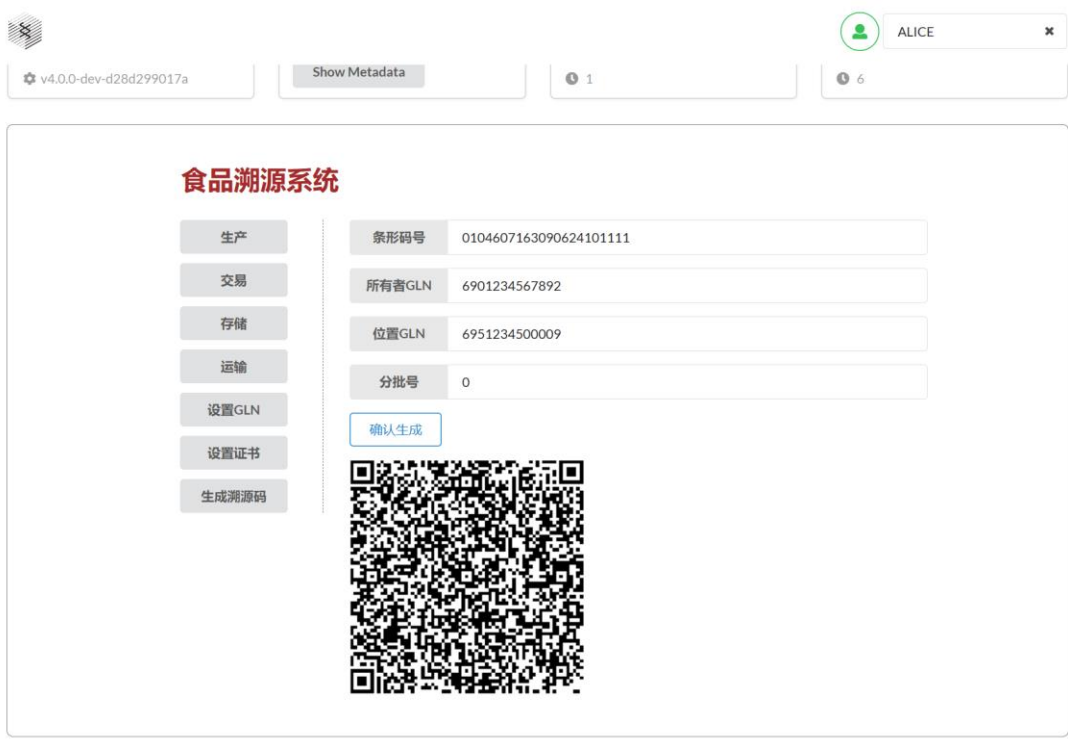 ALICE
v4.0.0-dev-d28d299017a
Show Metadata
1
6
食品溯源系统
生产
交易
存储
运输
设置GLN
设置证书
生成溯源码
条形码号 0104607163090624101111
所有者GLN 6901234567892
位置GLN 6951234500009
分批号 0
确认生成